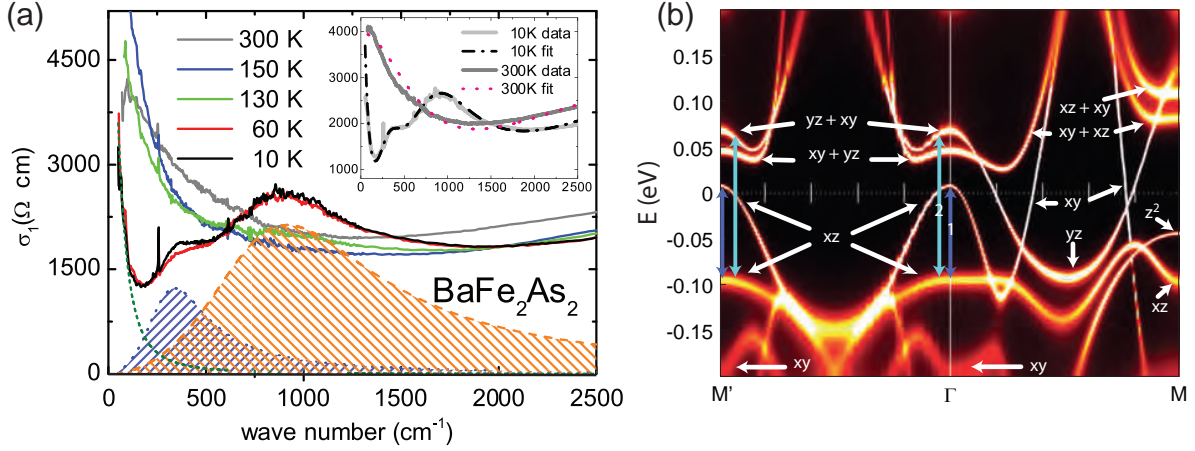 (a)
σ₁(Ω cm)
4500
3000
1500
0
300 K
150 K
130 K
60 K
10 K
4000
3000
2000
1000
0 500 1000 1500 2000 2500
10K data
10K fit
300K data
300K fit
BaFe₂As₂
0 500 1000 1500 2000 2500
wave number (cm⁻¹)
(b)
E (eV)
0.15
0.10
0.05
0
-0.05
-0.10
-0.15
yz + xy
xy + yz
xz
2
1
xz + xy
xy + xz
xy
z²
yz
xz
xy
xy
M' Γ M